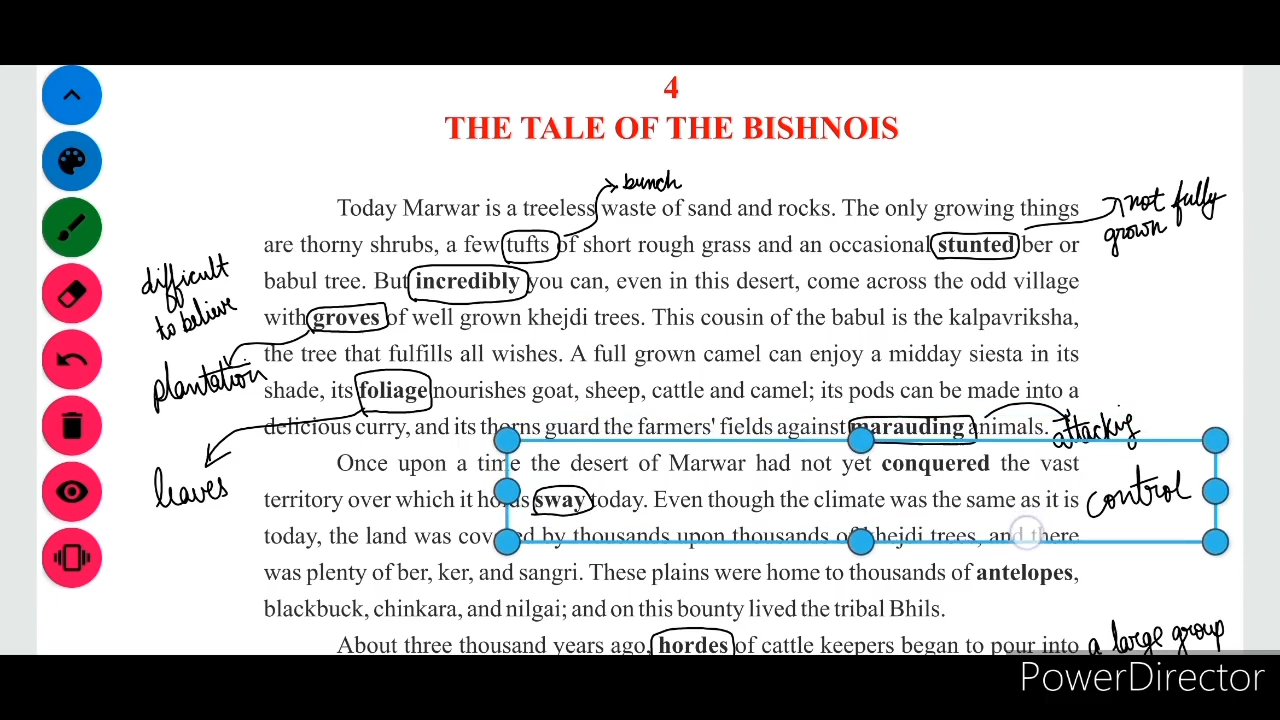 4
THE TALE OF THE BISHNOIS
bunch
Today Marwar is a treeless waste of sand and rocks. The only growing things
not fully
grown
are thorny shrubs, a few tufts of short rough grass and an occasional stunted ber or
difficult
to believe
babul tree. But incredibly you can, even in this desert, come across the odd village
with groves of well grown khejdi trees. This cousin of the babul is the kalpavriksha,
the tree that fulfills all wishes. A full grown camel can enjoy a midday siesta in its
plantation
shade, its foliage nourishes goat, sheep, cattle and camel; its pods can be made into a
delicious curry, and its thorns guard the farmers' fields against marauding animals.
attacking
Once upon a time the desert of Marwar had not yet conquered the vast
leaves
control
territory over which it holds sway today. Even though the climate was the same as it is
today, the land was covered by thousands upon thousands of khejdi trees, and there
was plenty of ber, ker, and sangri. These plains were home to thousands of antelopes,
blackbuck, chinkara, and nilgai; and on this bounty lived the tribal Bhils.
About three thousand years ago, hordes of cattle keepers began to pour into
a large group
PowerDirector